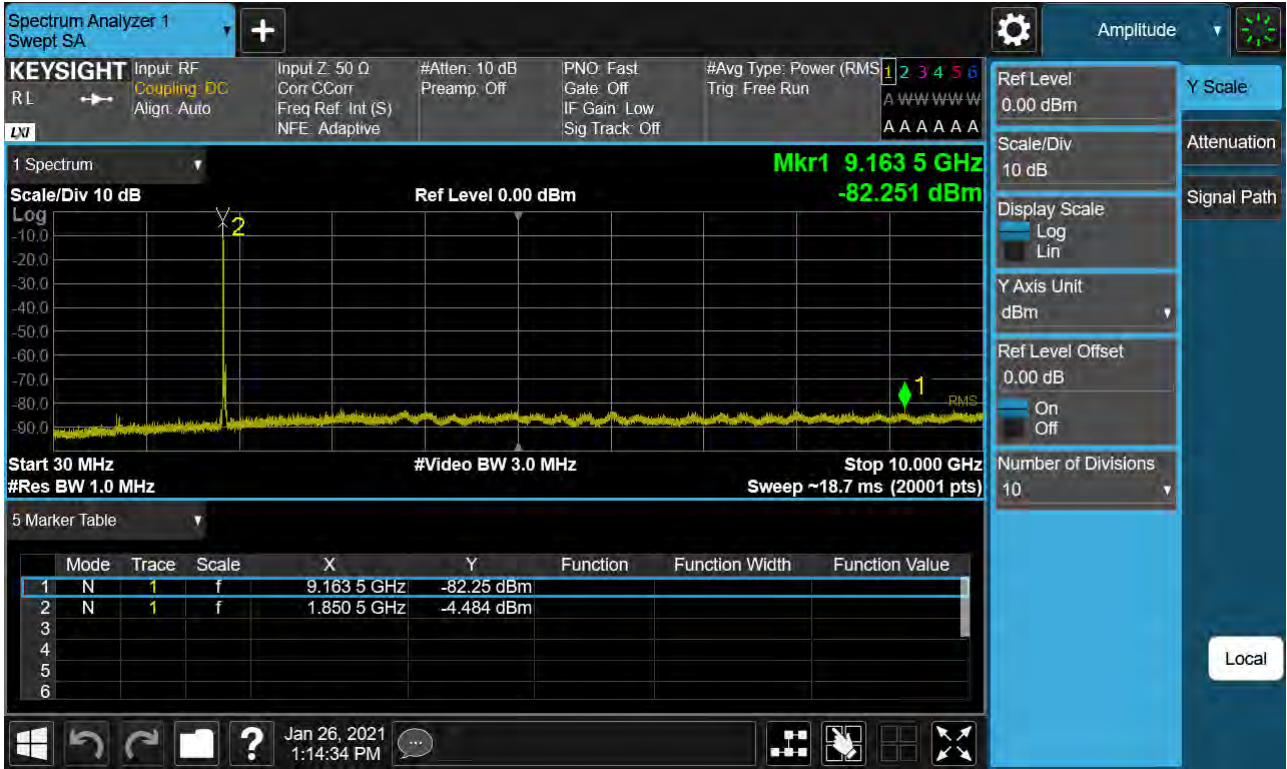 Spectrum Analyzer 1
Swept SA
+
Amplitude
KEYSIGHT
RL
LXI
Input: RF
Coupling: DC
Align: Auto
Input Z: 50 Ω
Corr CCorr
Freq Ref: Int (S)
NFE: Adaptive
#Atten: 10 dB
Preamp: Off
PNO: Fast
Gate: Off
IF Gain: Low
Sig Track: Off
#Avg Type: Power (RMS
Trig: Free Run
1 2 3 4 5 6
A W W W W W
A A A A A A
1 Spectrum
Mkr1 9.163 5 GHz
-82.251 dBm
Scale/Div 10 dB
Ref Level 0.00 dBm
Log
-10.0
-20.0
-30.0
-40.0
-50.0
-60.0
-70.0
-80.0
-90.0
2
1
RMS
Start 30 MHz
#Video BW 3.0 MHz
Stop 10.000 GHz
#Res BW 1.0 MHz
Sweep ~18.7 ms (20001 pts)
5 Marker Table
Mode Trace Scale X Y Function Function Width Function Value
1 N 1 f 9.163 5 GHz -82.25 dBm
2 N 1 f 1.850 5 GHz -4.484 dBm
3
4
5
6
Ref Level
0.00 dBm
Scale/Div
10 dB
Display Scale
Log
Lin
Y Axis Unit
dBm
Ref Level Offset
0.00 dB
On
Off
Number of Divisions
10
Y Scale
Attenuation
Signal Path
Local
?
Jan 26, 2021
1:14:34 PM